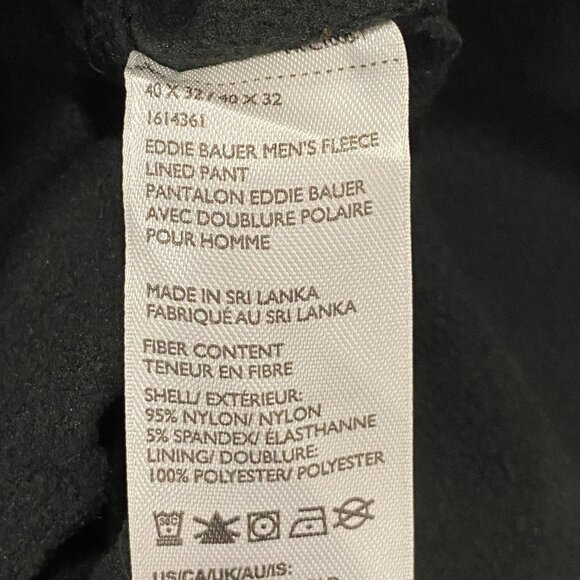 40 X 32 / 40 X 32
1614361
EDDIE BAUER MEN'S FLEECE
LINED PANT
PANTALON EDDIE BAUER
AVEC DOUBLURE POLAIRE
POUR HOMME
MADE IN SRI LANKA
FABRIQUÉ AU SRI LANKA
FIBER CONTENT
TENEUR EN FIBRE
SHELL/ EXTÉRIEUR:
95% NYLON/ NYLON
5% SPANDEX/ ÉLASTHANNE
LINING/ DOUBLURE:
100% POLYESTER/ POLYESTER
US/CA/UK/AU/IS: